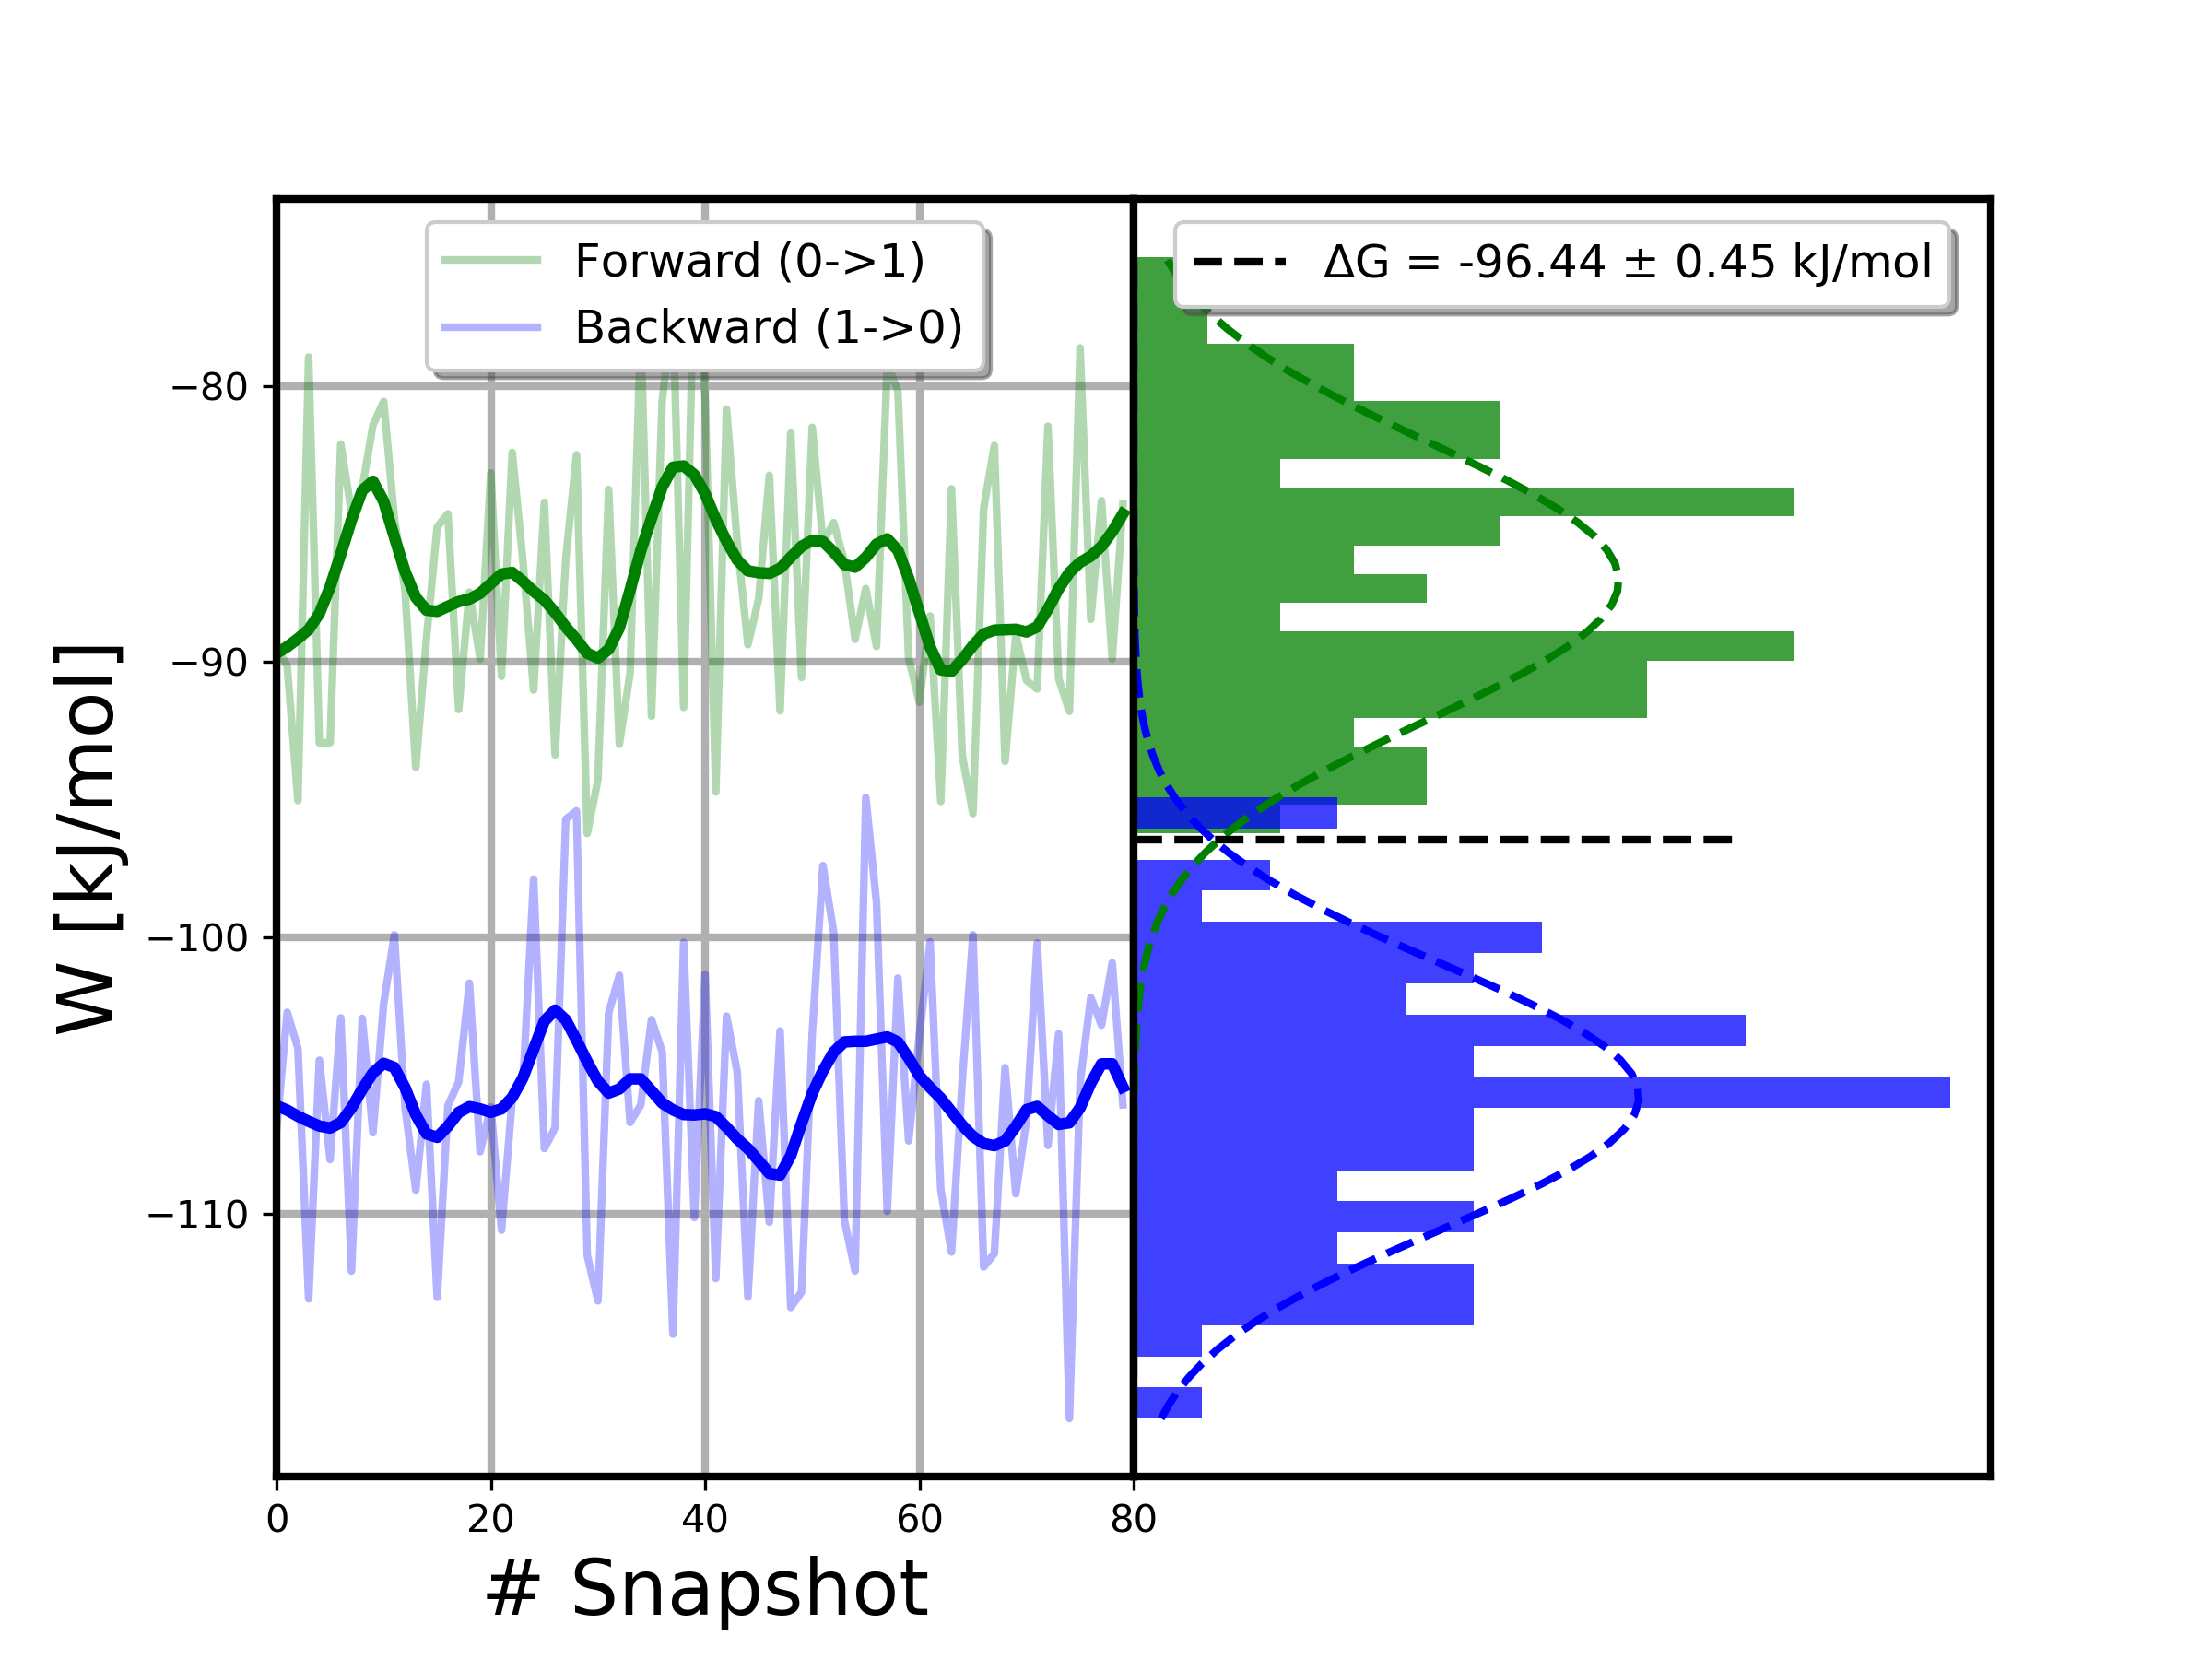 Forward (0->1)
Backward (1->0)
ΔG = -96.44 ± 0.45 kJ/mol
W [kJ/mol]
−80
−90
−100
−110
0 20 40 60 80
# Snapshot